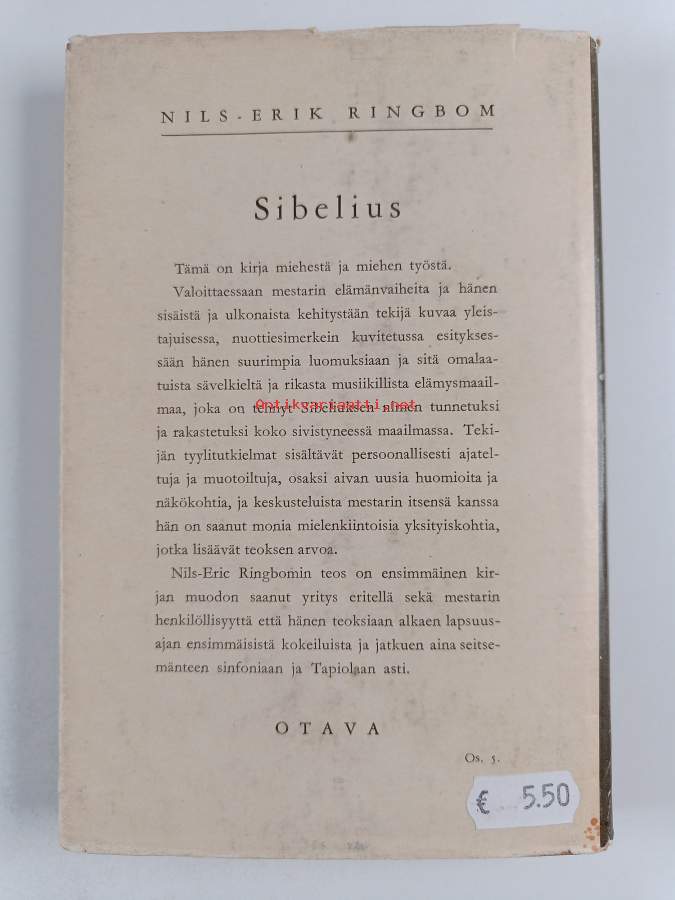 NILS-ERIK RINGBOM
Sibelius
Tämä on kirja miehestä ja miehen työstä.
Valoittaessaan mestarin elämänvaiheita ja hänen
sisäistä ja ulkonaista kehitystään tekijä kuvaa yleis-
tajuisessa, nuottiesimerkein kuvitetussa esitykses-
sään hänen suurimpia luomuksiaan ja sitä omalaa-
tuista sävelkieltä ja rikasta musiikillista elämysmaail-
maa, joka on tehnyt Sibeliuksen nimen tunnetuksi
Antikvariaatti.net
ja rakastetuksi koko sivistyneessä maailmassa. Teki-
jän tyylitutkielmat sisältävät persoonallisesti ajatel-
tuja ja muotoiltuja, osaksi aivan uusia huomioita ja
näkökohtia, ja keskusteluista mestarin itsensä kanssa
hän on saanut monia mielenkiintoisia yksityiskohtia,
jotka lisäävät teoksen arvoa.
Nils-Eric Ringbomin teos on ensimmäinen kir-
jan muodon saanut yritys eritellä sekä mestarin
henkilöllisyyttä että hänen teoksiaan alkaen lapsuus-
ajan ensimmäisistä kokeiluista ja jatkuen aina seitse-
männteen sinfoniaan ja Tapiolaan asti.
OTAVA
Os. 5.
€ 5.50